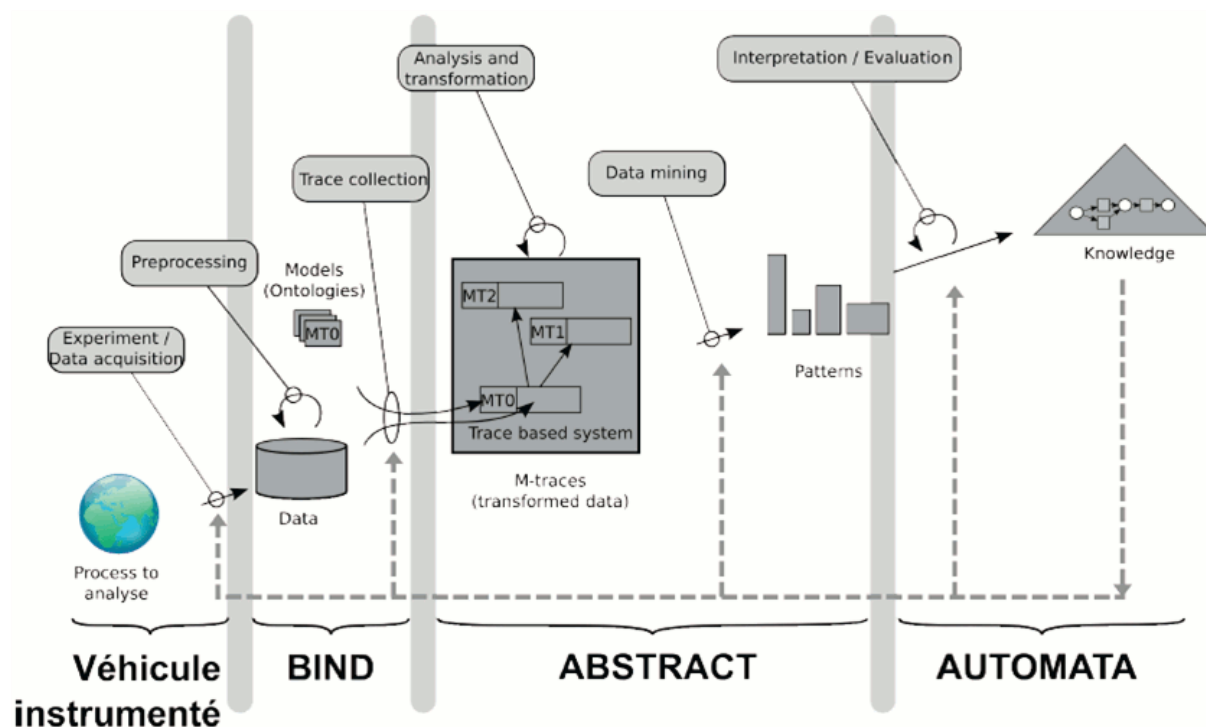 Analysis and
transformation
Interpretation / Evaluation
Trace collection
Data mining
Preprocessing
Models
(Ontologies)
MT0
Experiment /
Data acquisition
MT2
MT1
MT0
Trace based system
Knowledge
Patterns
M-traces
(transformed data)
Data
Process to
analyse
Véhicule
instrumenté
BIND
ABSTRACT
AUTOMATA